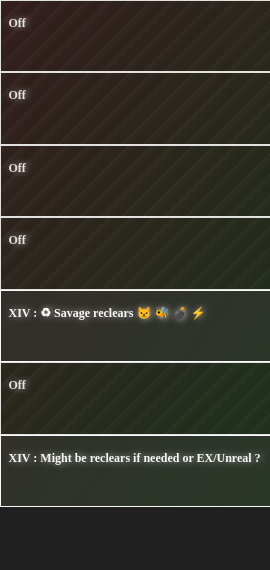 Off
Off
Off
Off
XIV : ♻ Savage reclears 😺 🐝 💣 ⚡
Off
XIV : Might be reclears if needed or EX/Unreal ?